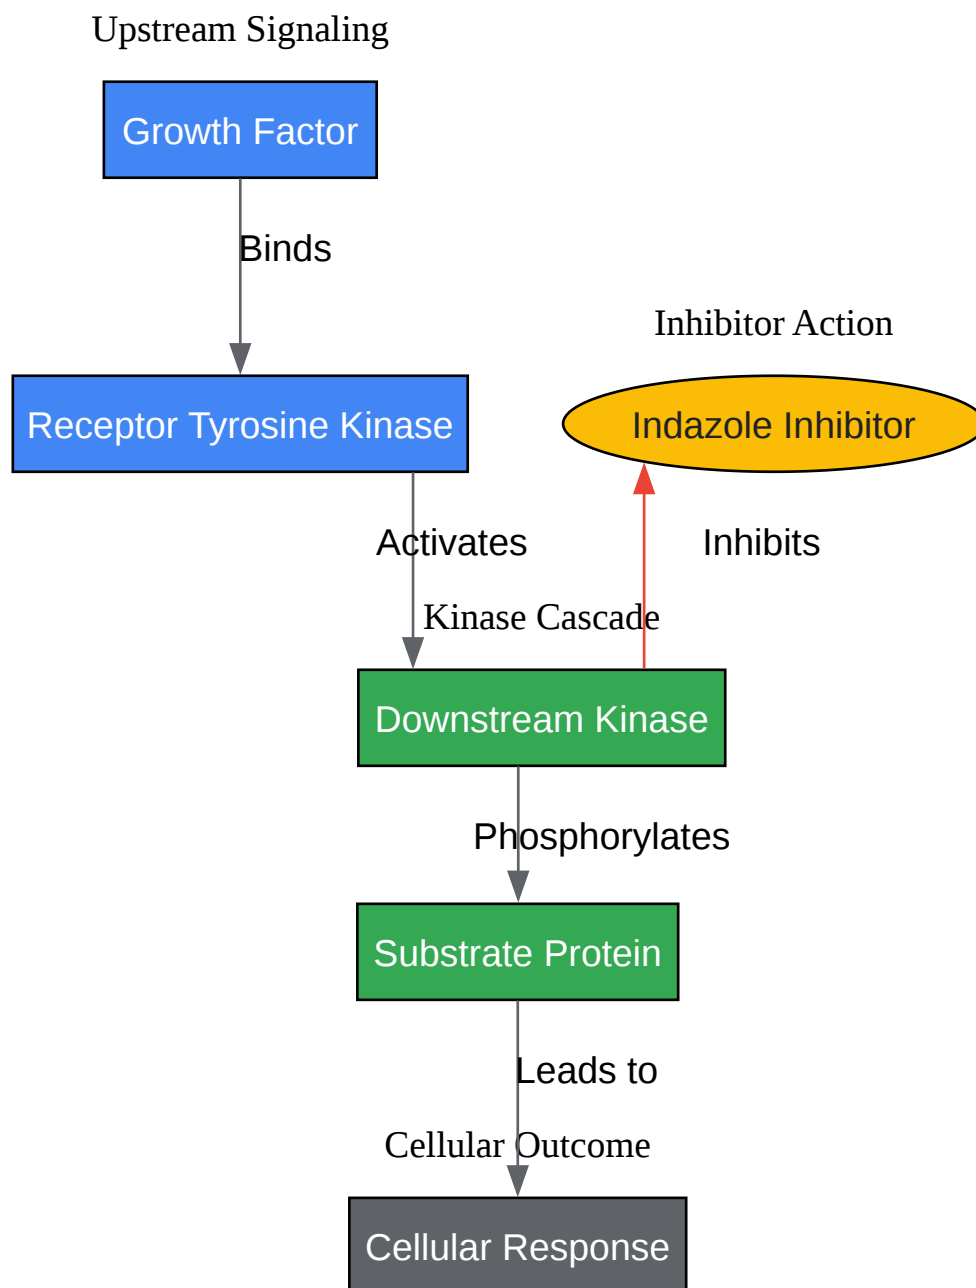 Upstream Signaling
Growth Factor
Binds
Inhibitor Action
Receptor Tyrosine Kinase
Indazole Inhibitor
Activates
Inhibits
Kinase Cascade
Downstream Kinase
Phosphorylates
Substrate Protein
Leads to
Cellular Outcome
Cellular Response